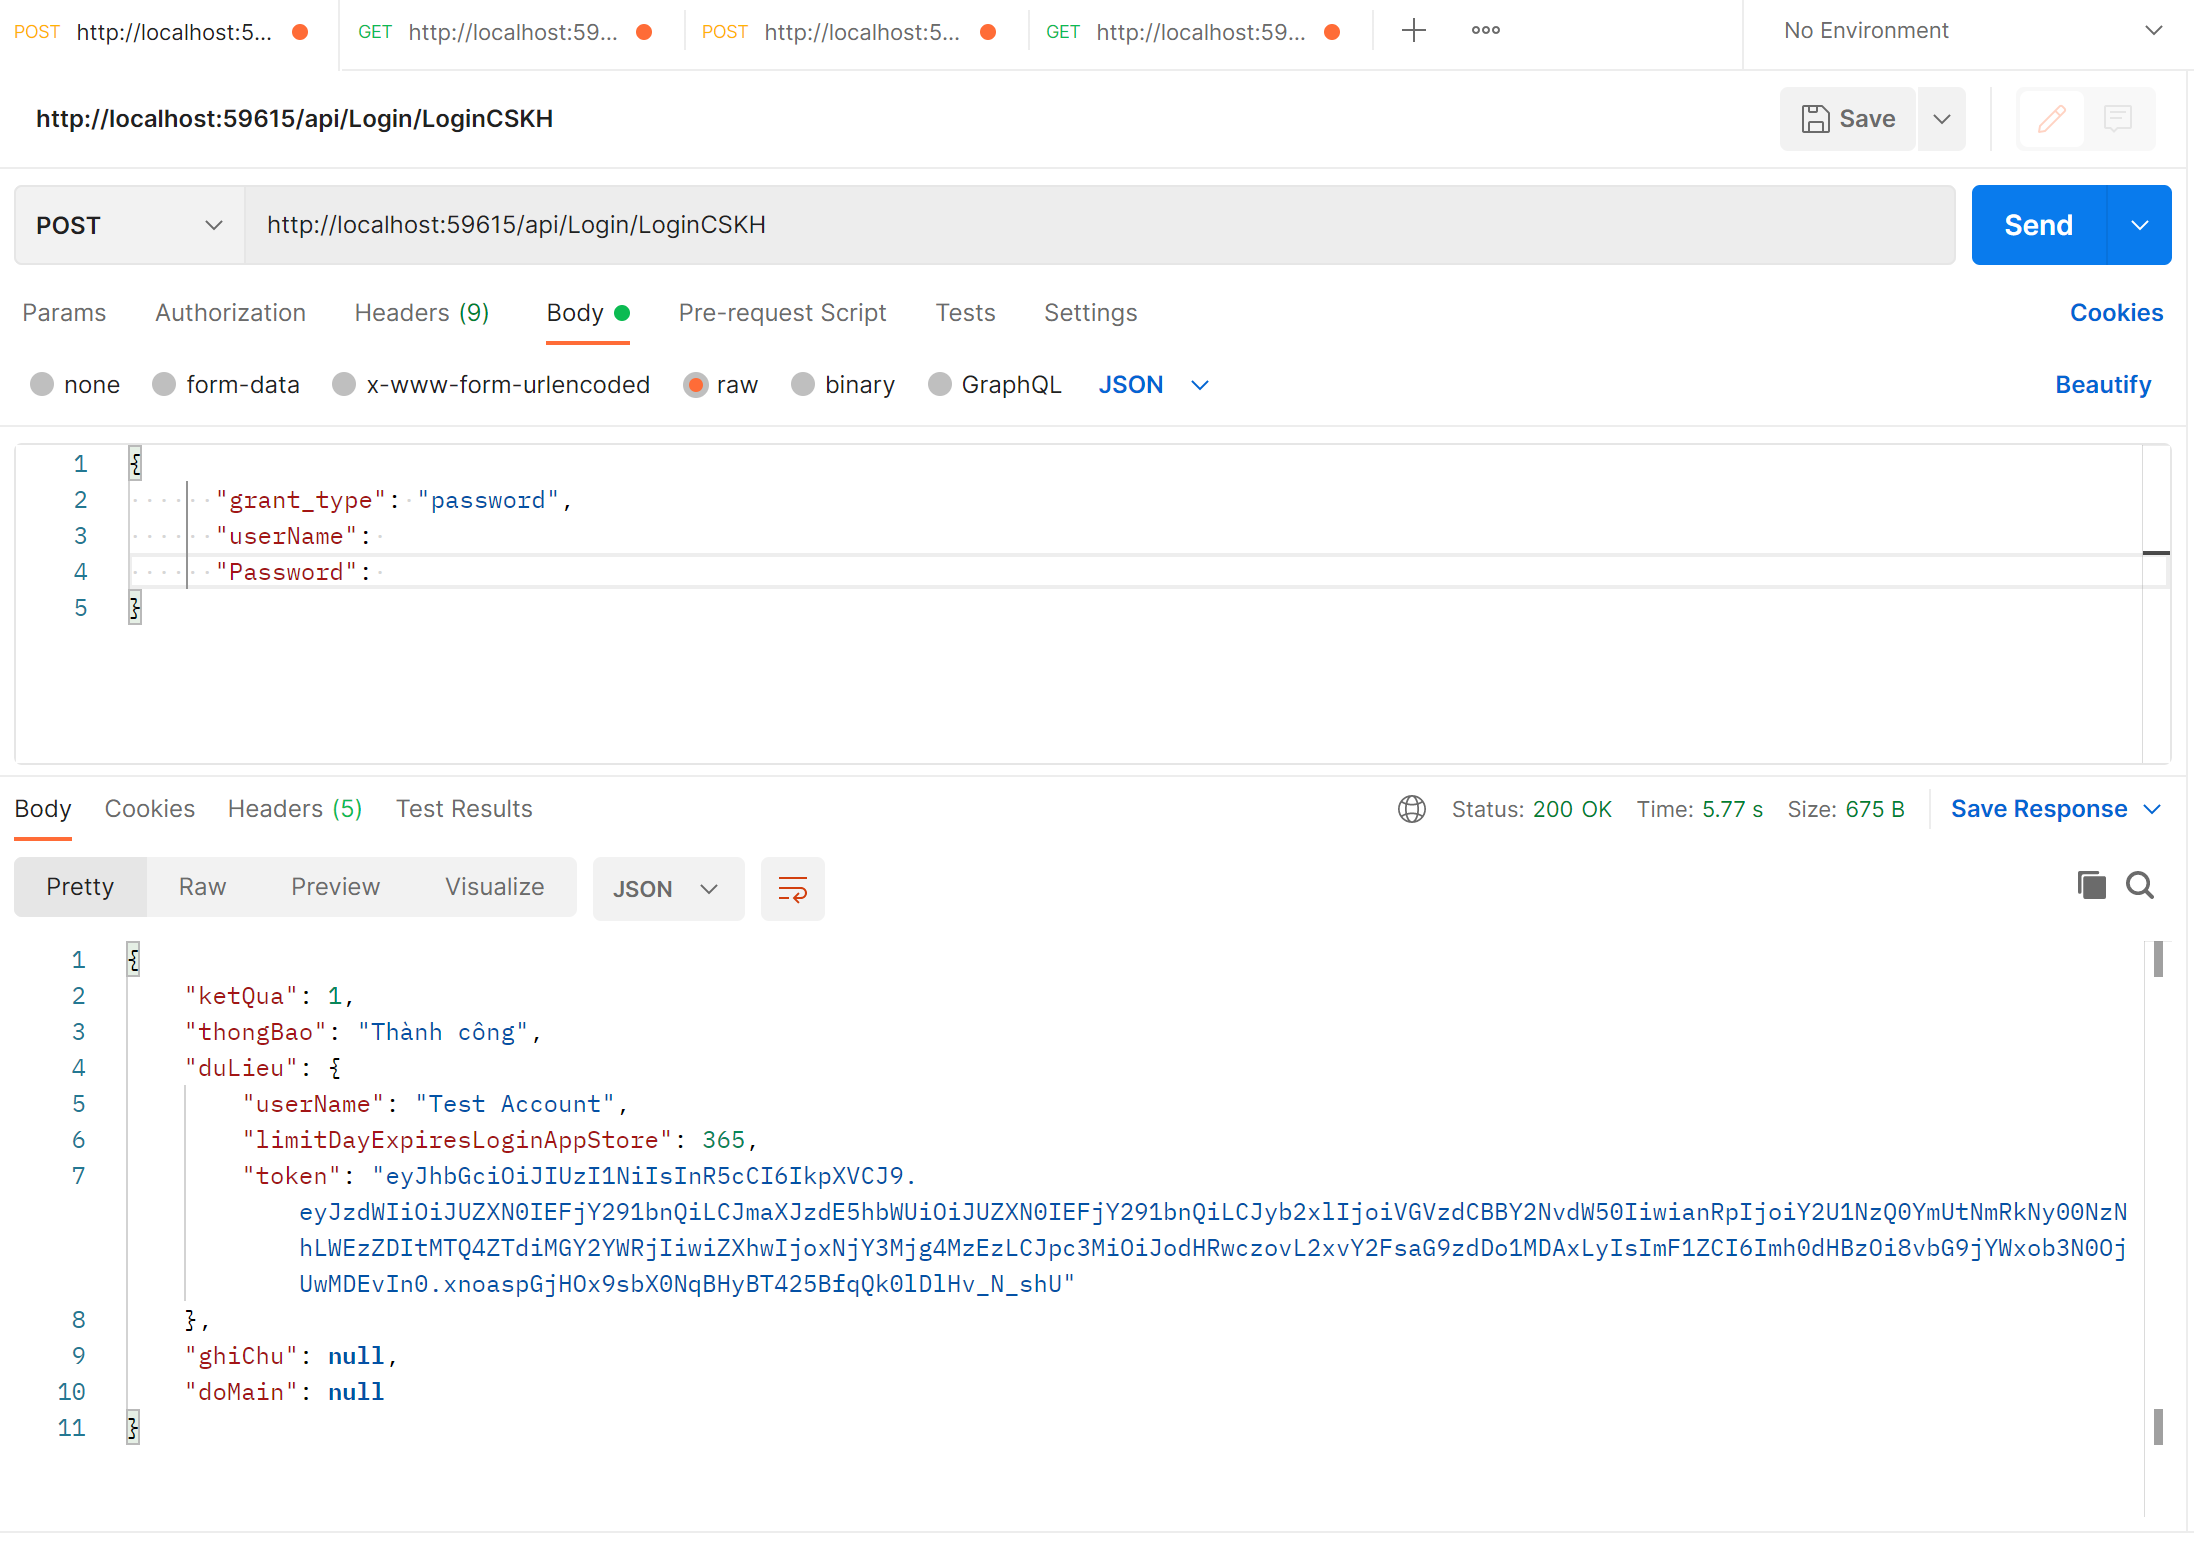 POST http://localhost:5... GET http://localhost:59... POST http://localhost:5... GET http://localhost:59... No Environment
http://localhost:59615/api/Login/LoginCSKH Save
POST http://localhost:59615/api/Login/LoginCSKH Send
Params Authorization Headers (9) Body Pre-request Script Tests Settings Cookies
none form-data x-www-form-urlencoded raw binary GraphQL JSON Beautify
1 {
2 "grant_type": "password",
3 "userName":
4 "Password":
5 }
Body Cookies Headers (5) Test Results Status: 200 OK Time: 5.77 s Size: 675 B Save Response
Pretty Raw Preview Visualize JSON
1 {
2 "ketQua": 1,
3 "thongBao": "Thành công",
4 "duLieu": {
5 "userName": "Test Account",
6 "limitDayExpiresLoginAppStore": 365,
7 "token": "eyJhbGciOiJIUzI1NiIsInR5cCI6IkpXVCJ9.
eyJzdWIiOiJUZXN0IEFjY291bnQiLCJmaXJzdE5hbWUiOiJUZXN0IEFjY291bnQiLCJyb2xlIjoiVGVzdCBBY2NvdW50IiwianRpIjoiY2U1NzQ0YmUtNmRkNy00NzN
hLWEzZDItMTQ4ZTdiMGY2YWRjIiwiZXhwIjoxNjY3Mjg4MzEzLCJpc3MiOiJodHRwczovL2xvY2FsaG9zdDo1MDAxLyIsImF1ZCI6Imh0dHBzOi8vbG9jYWxob3N0Oj
UwMDEvIn0.xnoaspGjHOx9sbX0NqBHyBT425BfqQk0lDlHv_N_shU"
8 },
9 "ghiChu": null,
10 "doMain": null
11 }